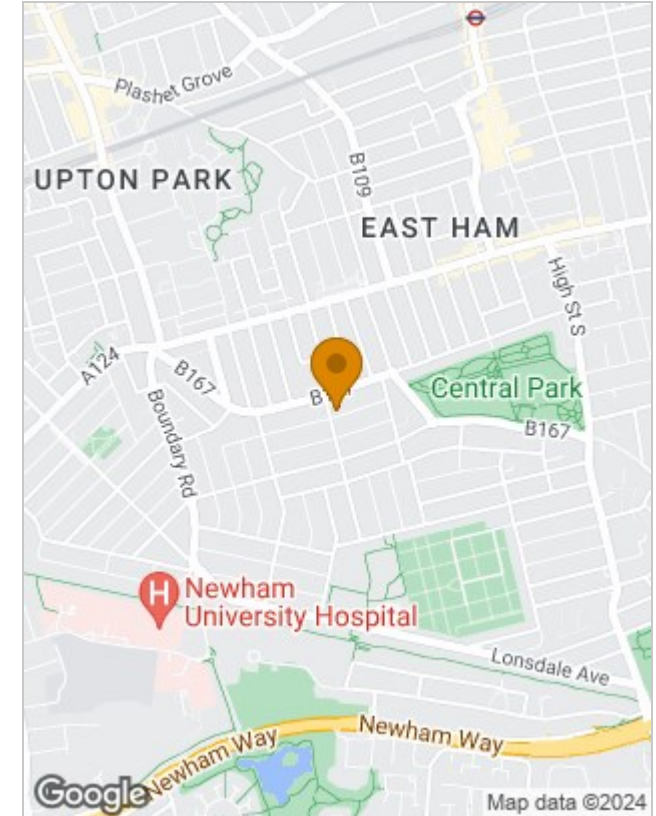 Plashet Grove
UPTON PARK
B109
EAST HAM
High St S
A124
B167
B
Central Park
B167
Boundary Rd
H
Newham
University Hospital
Lonsdale Ave
Newham Way
Newham Way
Google
Map data ©2024